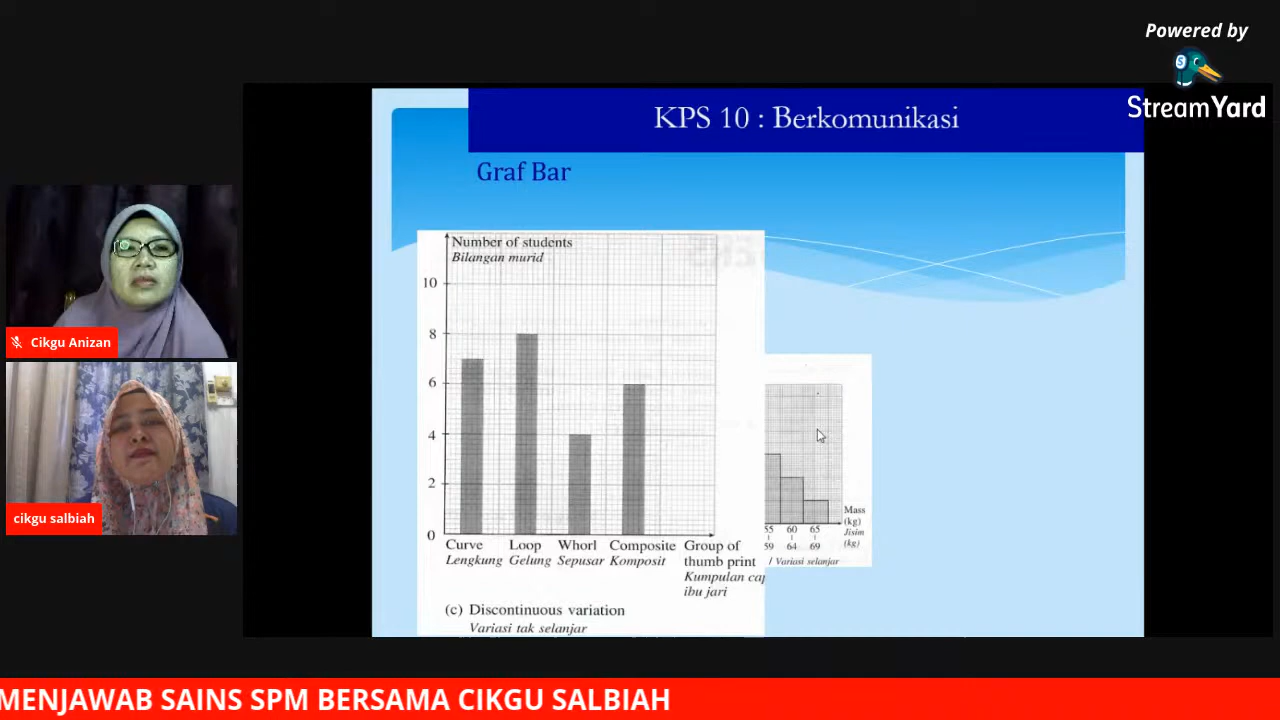 Powered by
StreamYard
KPS 10 : Berkomunikasi
Graf Bar
Number of students
Bilangan murid
10
8
6
4
2
0
Curve Loop Whorl Composite Group of
Lengkung Gelung Sepusar Komposit thumb print
Kumpulan cap
ibu jari
(c) Discontinuous variation
Variasi tak selanjar
Mass
(kg)
Jisim
(kg)
55 60 65
59 64 69
/ Variasi selanjar
Cikgu Anizan
cikgu salbiah
MENJAWAB SAINS SPM BERSAMA CIKGU SALBIAH